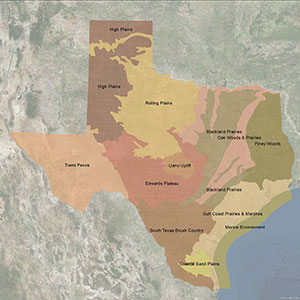 High Plains
High Plains
Rolling Plains
Blackland Prairies
Oak Woods & Prairies
Piney Woods
Trans Pecos
Llano Uplift
Edwards Plateau
Blackland Prairies
Gulf Coast Prairies & Marshes
Marine Environment
South Texas Brush Country
Coastal Sand Plains